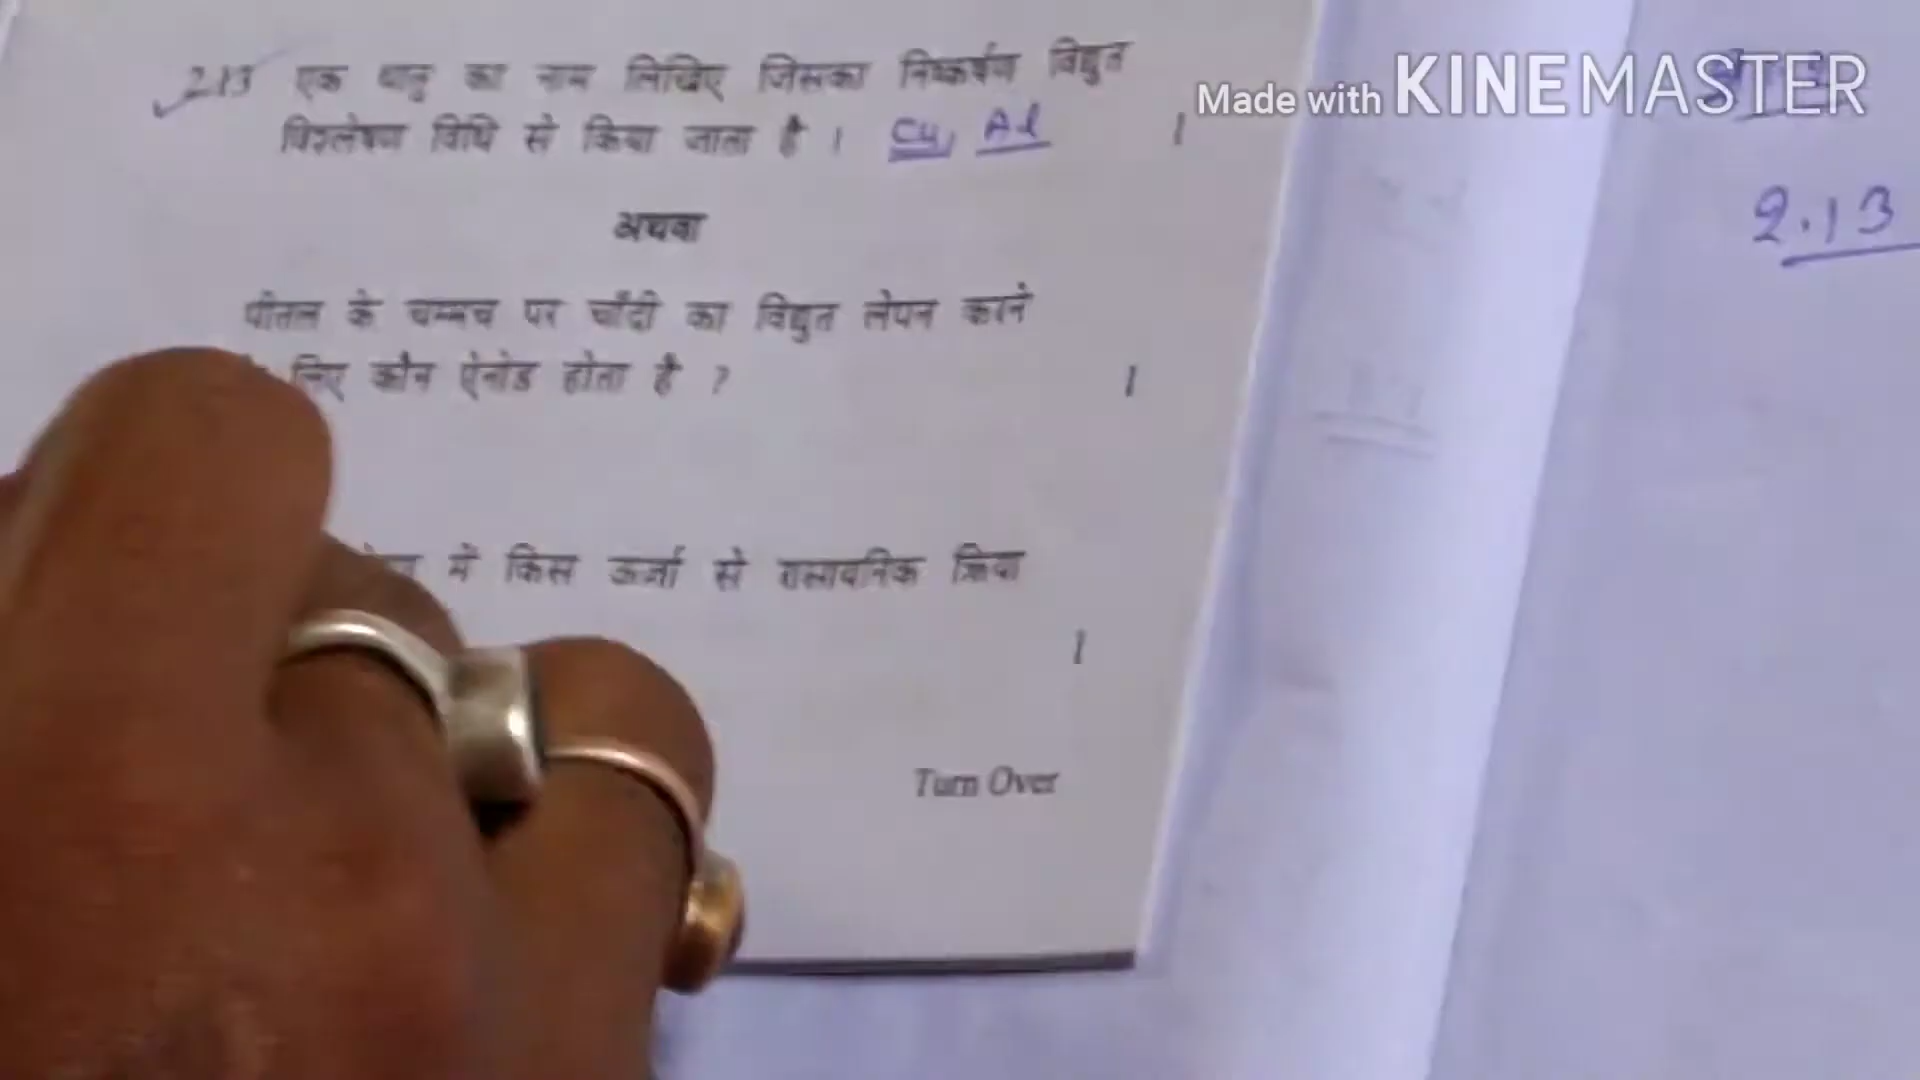 2.13 एक धातु का नाम लिखिए जिसका निष्कर्षण विद्युत
विश्लेषण विधि से किया जाता है । Cu, Al 1
अथवा
पीतल के चम्मच पर चाँदी का विद्युत लेपन करने
लिए कौन ऐनोड होता है ? 1
में किस ऊर्जा से रासायनिक क्रिया
1
Turn Over
Made with KINEMASTER
2.13